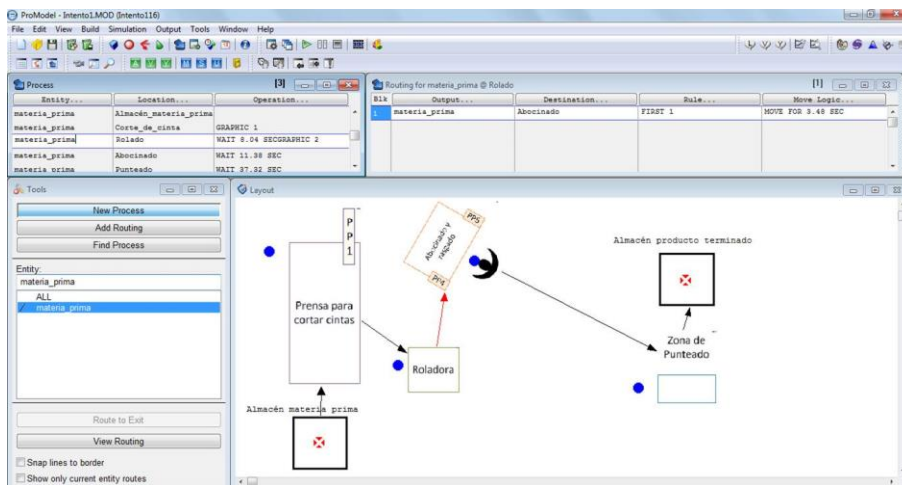 ProModel - Intento1.MOD (Intento116)
File Edit View Build Simulation Output Tools Window Help
Process [3]
Entity... Location... Operation...
materia_prima Almacén_materia_prima
materia_prima Corte_de_cinta GRAPHIC 1
materia_prima Rolado WAIT 8.04 SECGRAPHIC 2
materia_prima Abocinado WAIT 11.38 SEC
materia_prima Punteado WAIT 37.32 SEC
Routing for materia_prima @ Rolado [1]
Blk Output... Destination... Rule... Move Logic...
1 materia_prima Abocinado FIRST 1 MOVE FOR 3.48 SEC
Tools
New Process
Add Routing
Find Process
Entity:
materia_prima
ALL
materia_prima
Route to Exit
View Routing
Snap lines to border
Show only current entity routes
Layout
P
P
1
Prensa para
cortar cintas
PP5
Abocinado y
raspado
PP4
Roladora
Almacén materia prima
Almacén producto terminado
Zona de
Punteado